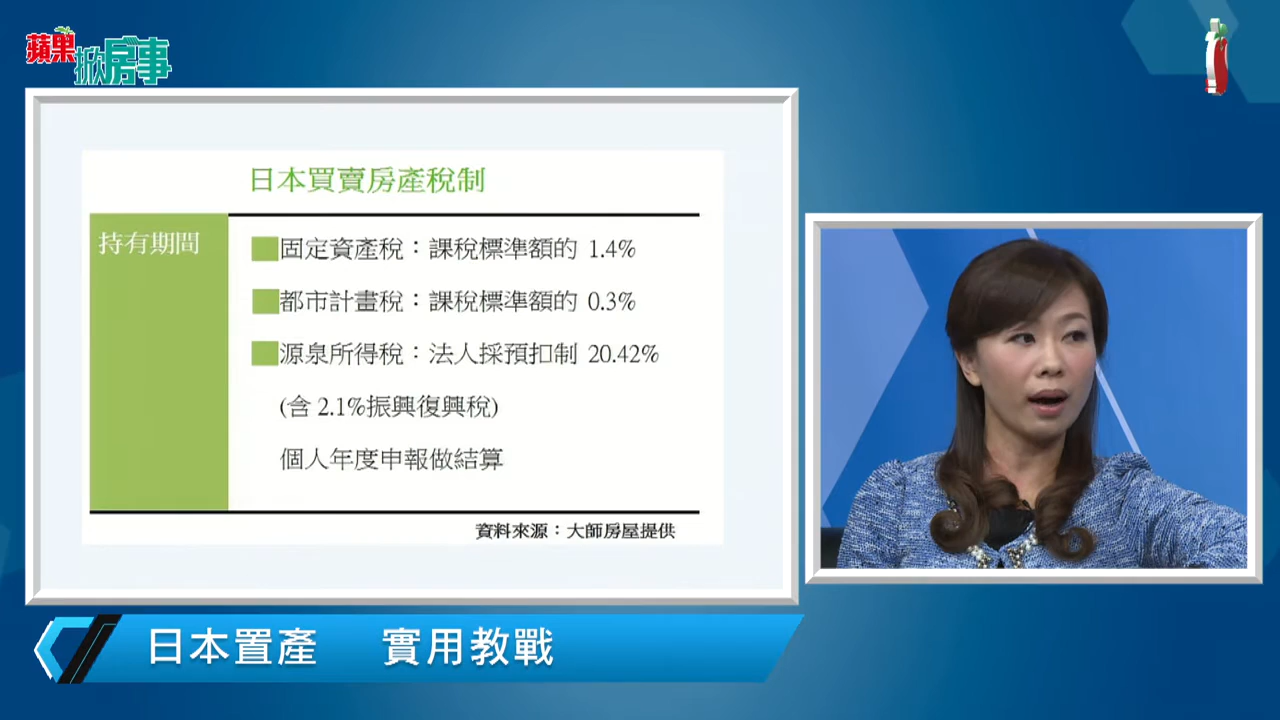 蘋果
掀房事
日本買賣房產稅制
持有期間
固定資產稅：課稅標準額的 1.4%
都市計畫稅：課稅標準額的 0.3%
源泉所得稅：法人採預扣制 20.42%
(含 2.1%振興復興稅)
個人年度申報做結算
資料來源：大師房屋提供
日本置產 實用教戰